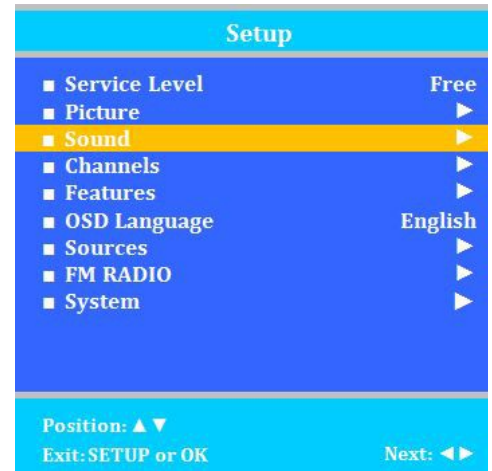 Setup
■ Service Level Free
■ Picture ▶
■ Sound ▶
■ Channels ▶
■ Features ▶
■ OSD Language English
■ Sources ▶
■ FM RADIO ▶
■ System ▶
Position: ▲ ▼
Exit: SETUP or OK Next: ◀ ▶